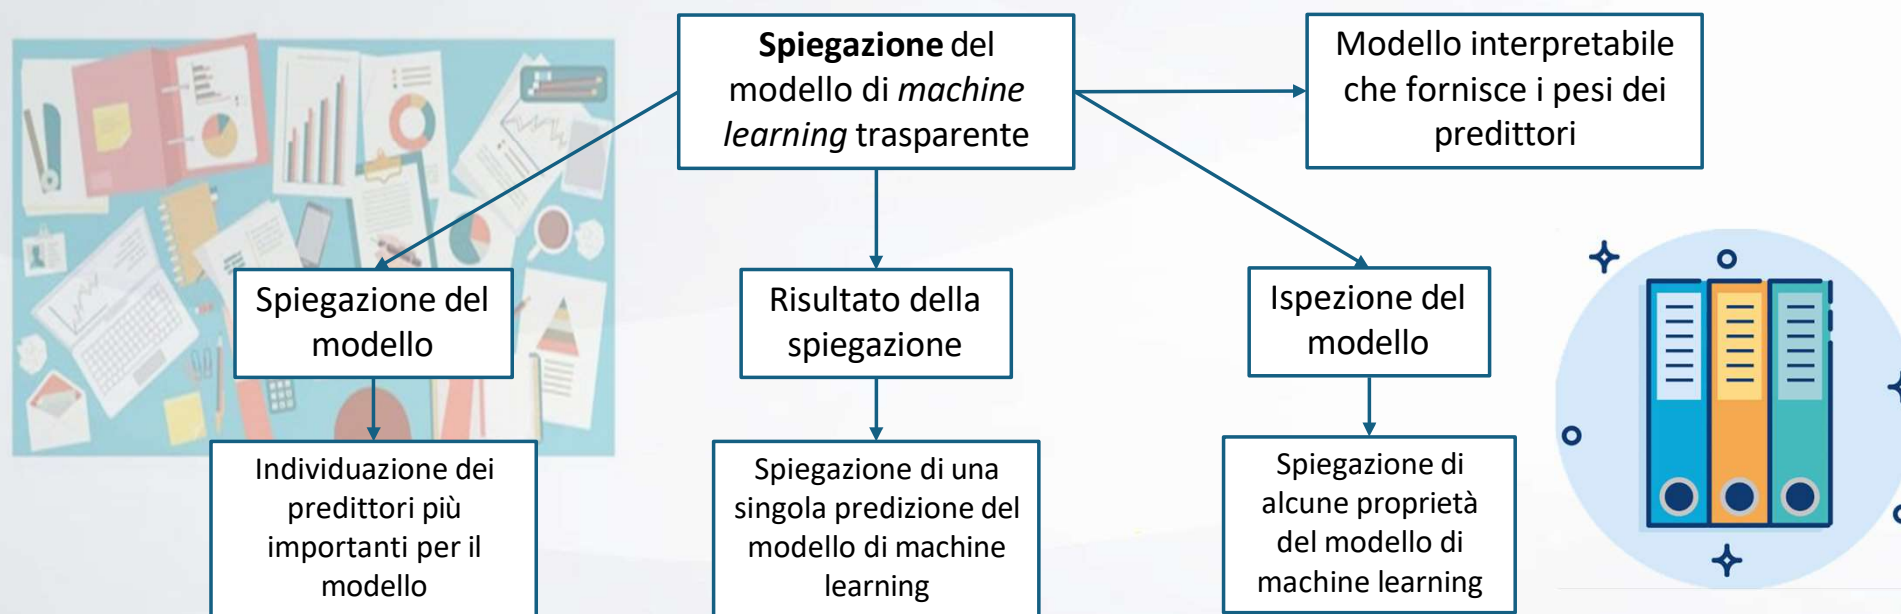 Spiegazione del
modello di machine
learning trasparente
Modello interpretabile
che fornisce i pesi dei
predittori
Spiegazione del
modello
Risultato della
spiegazione
Ispezione del
modello
Individuazione dei
predittori più
importanti per il
modello
Spiegazione di una
singola predizione del
modello di machine
learning
Spiegazione di
alcune proprietà
del modello di
machine learning